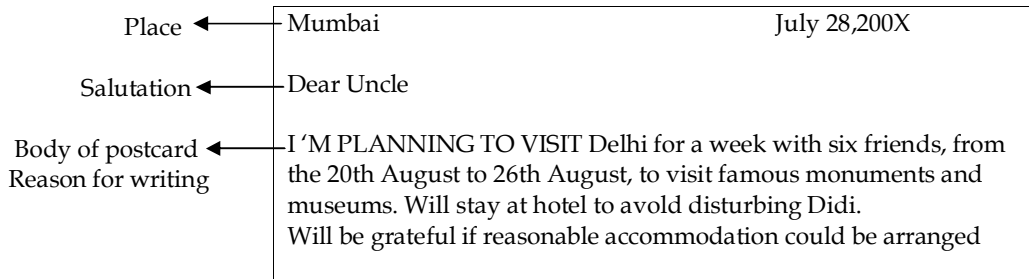 Place Mumbai July 28,200X
Salutation Dear Uncle
Body of postcard I ‘M PLANNING TO VISIT Delhi for a week with six friends, from
Reason for writing the 20th August to 26th August, to visit famous monuments and
museums. Will stay at hotel to avold disturbing Didi.
Will be grateful if reasonable accommodation could be arranged